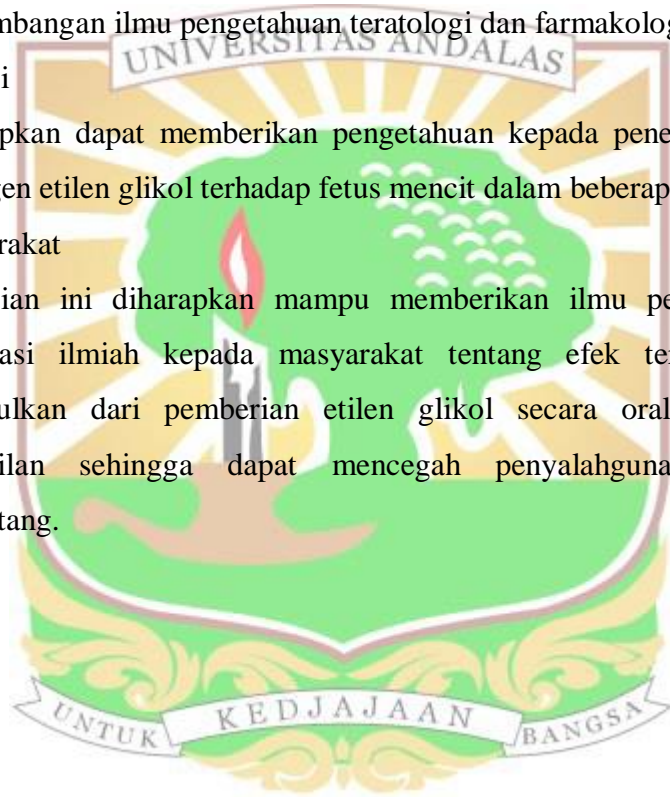 mbangan ilmu pengetahuan teratologi dan farmakolog
UNIVERSITAS ANDALAS
i
pkan dapat memberikan pengetahuan kepada pene
gen etilen glikol terhadap fetus mencit dalam beberap
rakat
ian ini diharapkan mampu memberikan ilmu pe
asi ilmiah kepada masyarakat tentang efek te
ulkan dari pemberian etilen glikol secara oral
ilan sehingga dapat mencegah penyalahguna
tang.
UNTUK KEDJAJAAN BANGSA